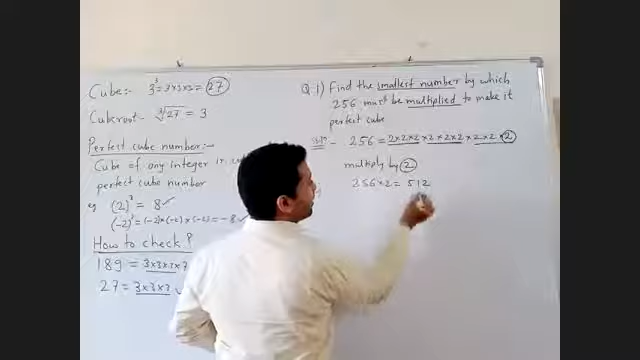 Cube:- 3³ = 3×3×3 = 27
Cuberoot- ∛27 = 3
Perfect cube number:-
Cube of any integer is
perfect cube
eg (2)³ = 8 ✓
(-2)³ = (-2)×(-2)×(-2) = -8 ✓
How to check?
189 = 3×3×3×7
27 = 3×3×3
Q.1) Find the smallest number by which
256 must be multiplied to make it
perfect cube
- 256 = 2×2×2×2×2×2×2×2
multiply by 2
256×2 = 512